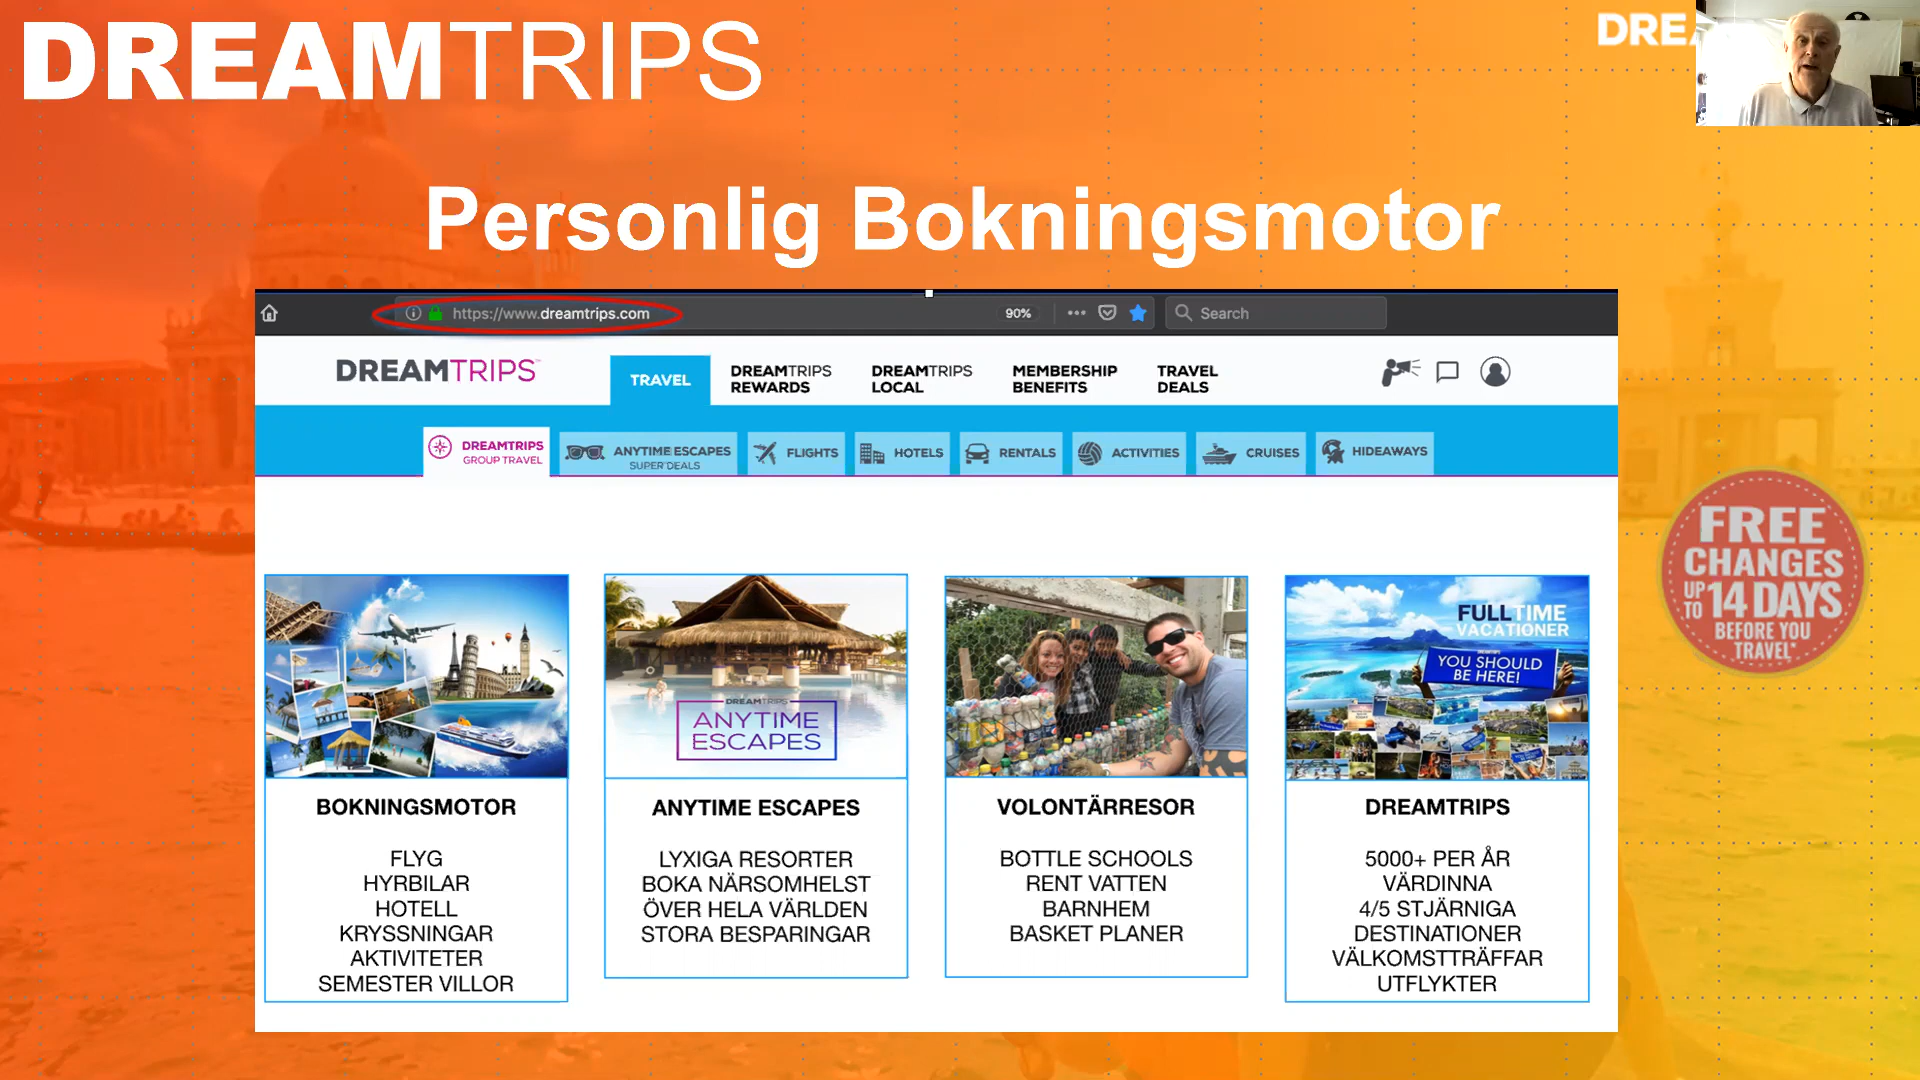 DREAMTRIPS
DREA
Personlig Bokningsmotor
https://www.dreamtrips.com
90%
Search
DREAMTRIPS
TRAVEL
DREAMTRIPS
REWARDS
DREAMTRIPS
LOCAL
MEMBERSHIP
BENEFITS
TRAVEL
DEALS
DREAMTRIPS
GROUP TRAVEL
ANYTIME ESCAPES
SUPER DEALS
FLIGHTS
HOTELS
RENTALS
ACTIVITIES
CRUISES
HIDEAWAYS
FREE
CHANGES
UP TO 14 DAYS
BEFORE YOU
TRAVEL*
DREAMTRIPS
ANYTIME
ESCAPES
FULLTIME
VACATIONER
DREAMTRIPS
YOU SHOULD
BE HERE!
BOKNINGSMOTOR
FLYG
HYRBILAR
HOTELL
KRYSSNINGAR
AKTIVITETER
SEMESTER VILLOR
ANYTIME ESCAPES
LYXIGA RESORTER
BOKA NÄRSOMHELST
ÖVER HELA VÄRLDEN
STORA BESPARINGAR
VOLONTÄRRESOR
BOTTLE SCHOOLS
RENT VATTEN
BARNHEM
BASKET PLANER
DREAMTRIPS
5000+ PER ÅR
VÄRDINNA
4/5 STJÄRNIGA
DESTINATIONER
VÄLKOMSTTRÄFFAR
UTFLYKTER